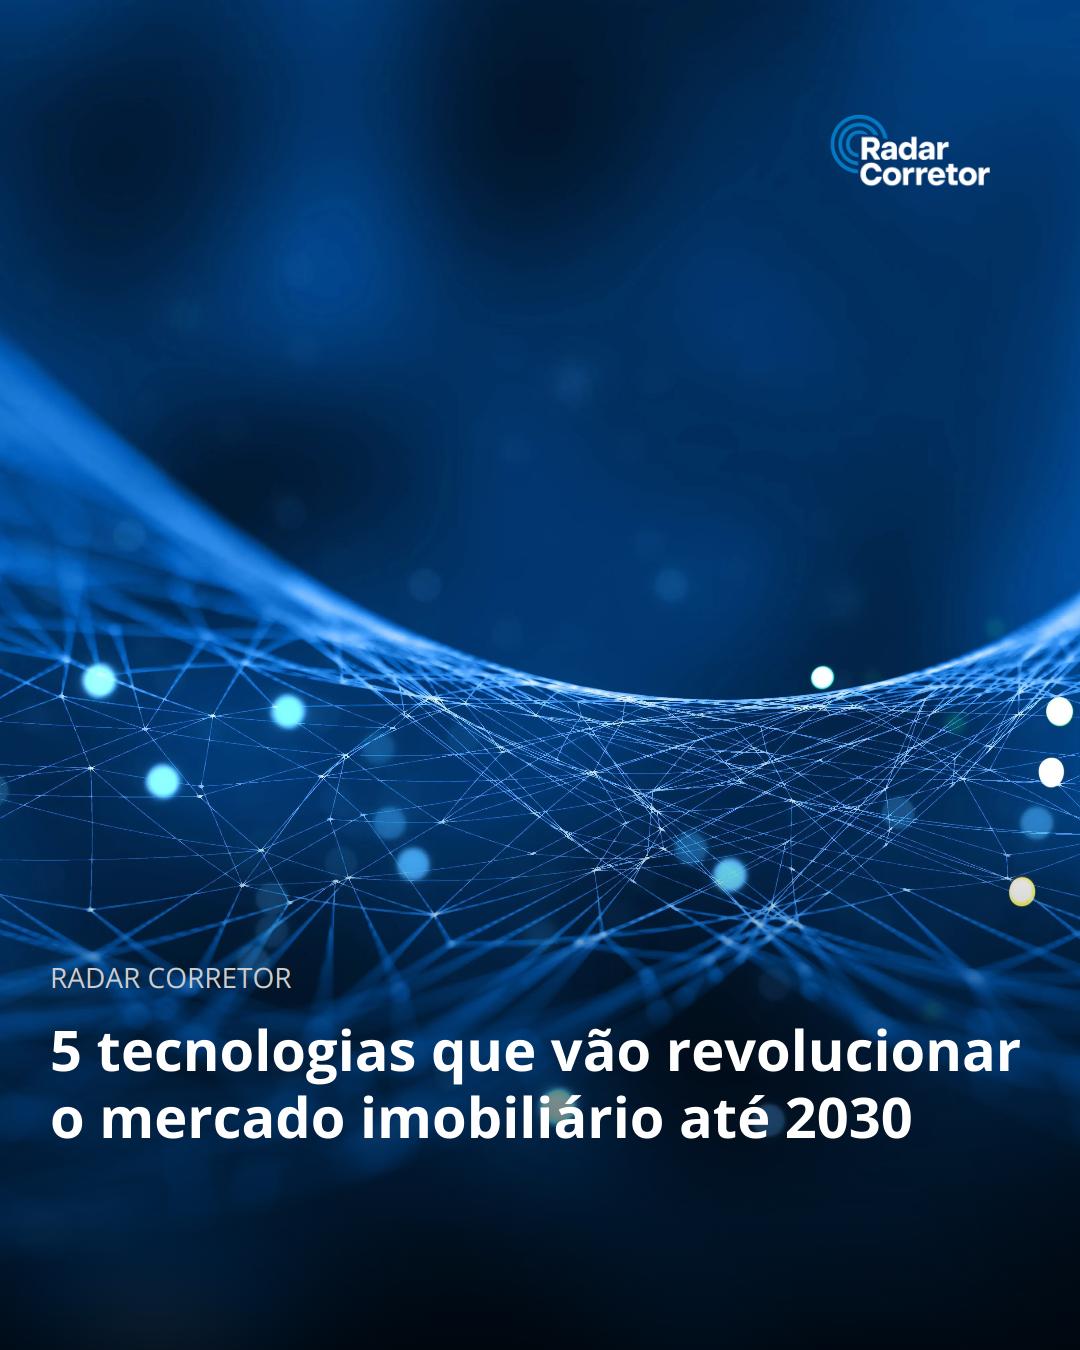 Radar
Corretor
RADAR CORRETOR
5 tecnologias que vão revolucionar
o mercado imobiliário até 2030